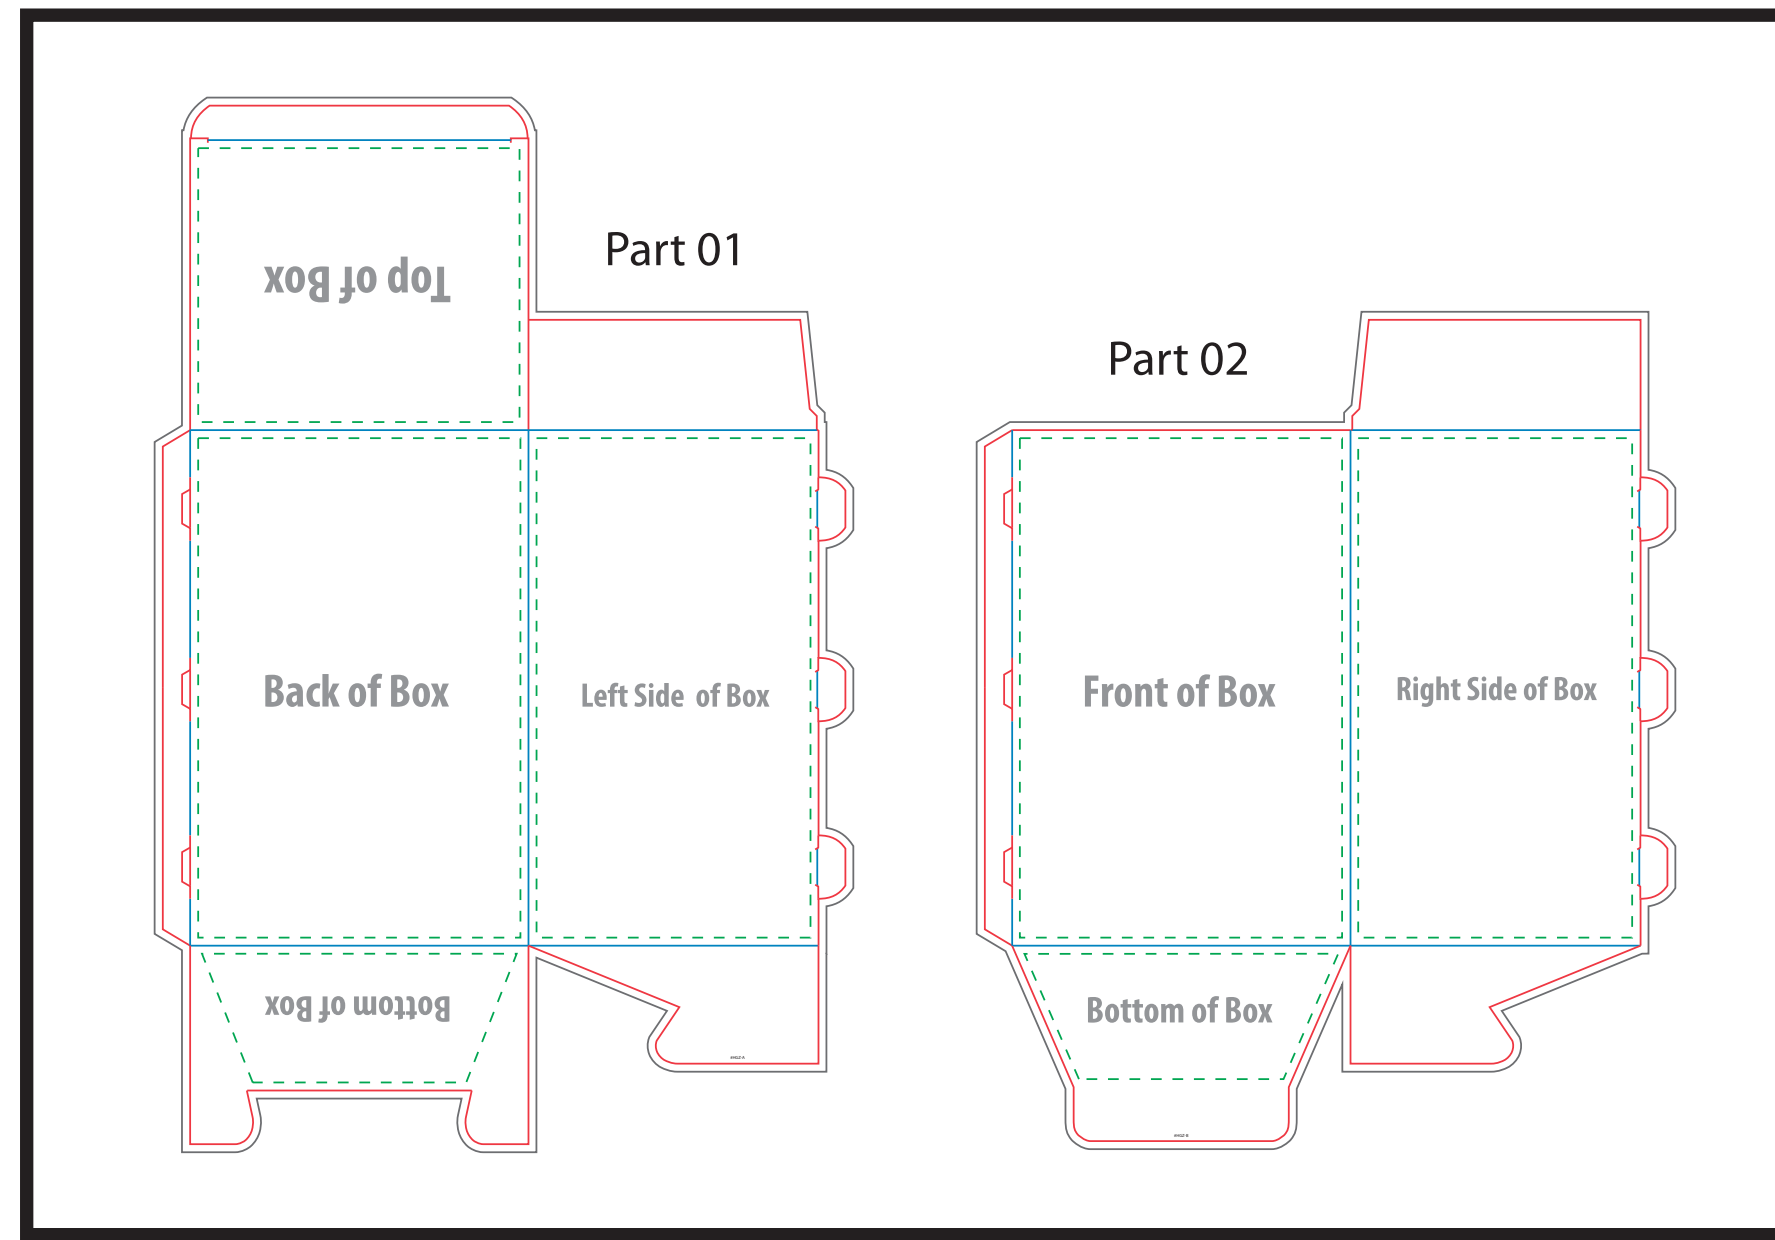 Top of Box
Part 01
Part 02
Back of Box
Left Side of Box
Front of Box
Right Side of Box
Bottom of Box
Bottom of Box